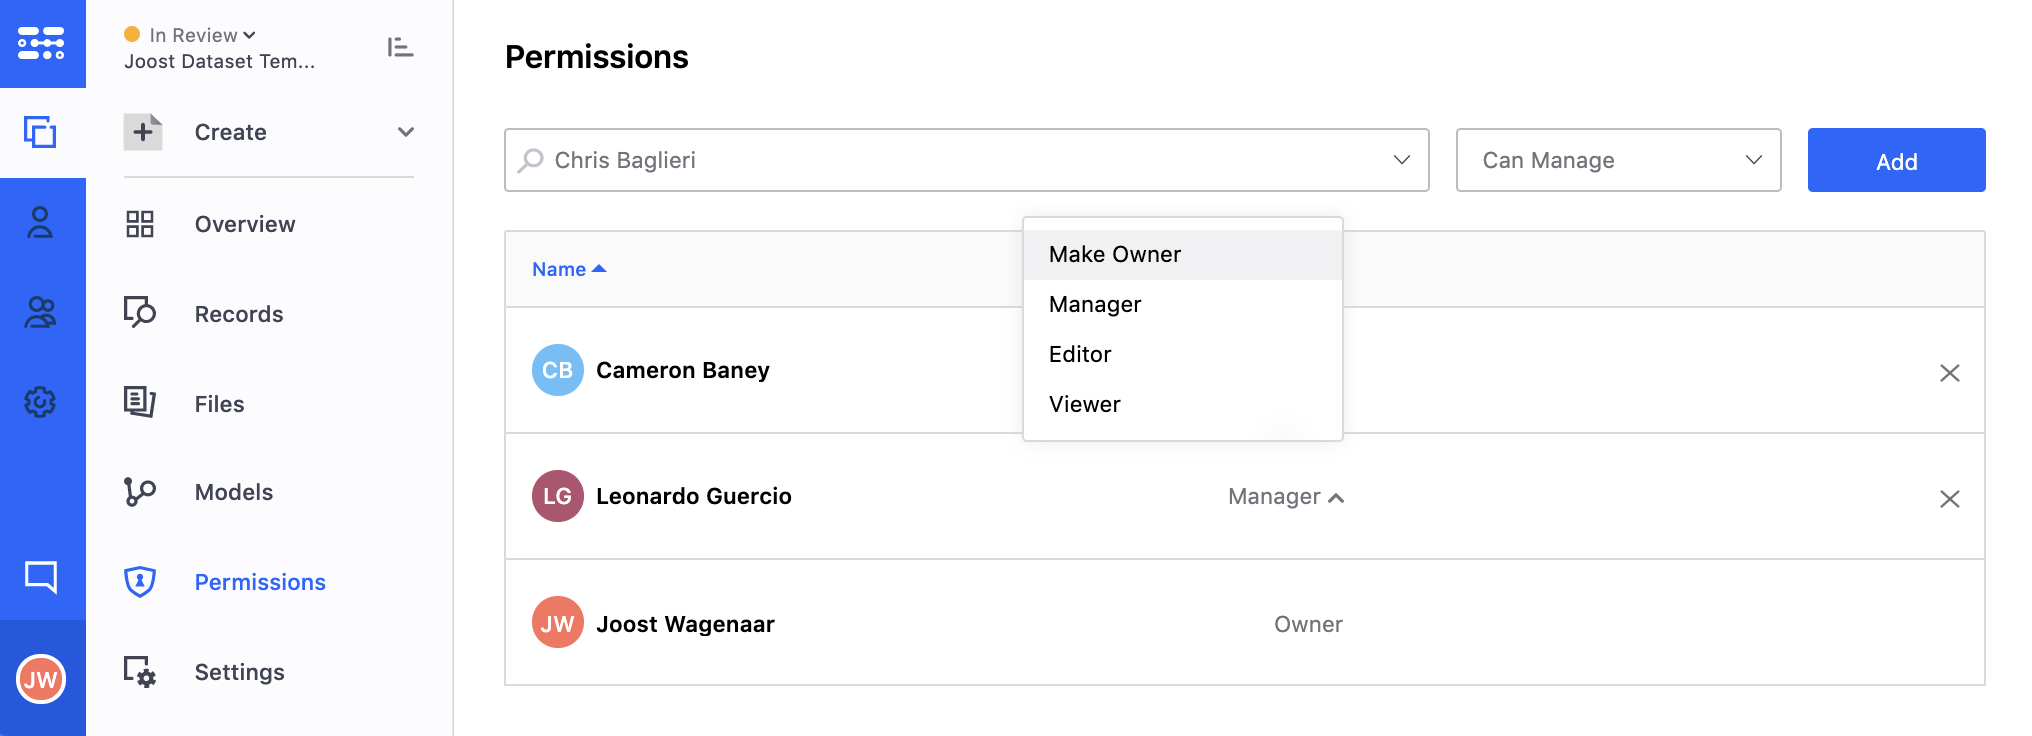 In Review
Joost Dataset Tem...
Create
Overview
Records
Files
Models
Permissions
Settings
JW
Permissions
Chris Baglieri
Can Manage
Add
Name
Make Owner
Manager
Editor
Viewer
CB Cameron Baney
LG Leonardo Guercio Manager
JW Joost Wagenaar Owner